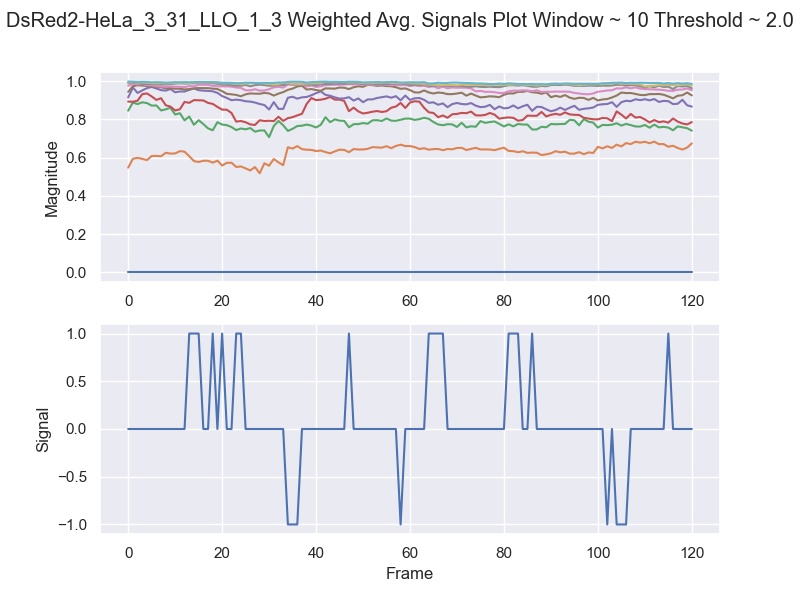 DsRed2-HeLa_3_31_LLO_1_3 Weighted Avg. Signals Plot Window ~ 10 Threshold ~ 2.0
1.0
0.8
0.6
0.4
0.2
0.0
Magnitude
0 20 40 60 80 100 120
1.0
0.5
0.0
−0.5
−1.0
Signal
0 20 40 60 80 100 120
Frame